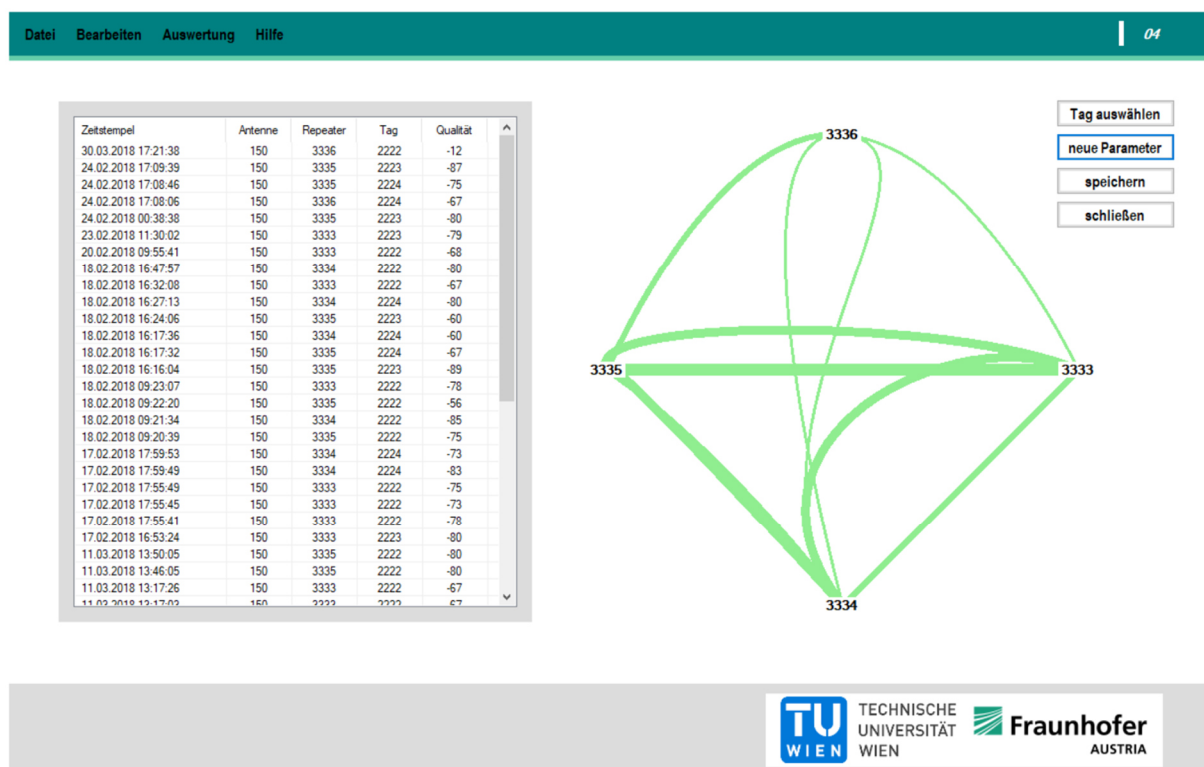 Datei Bearbeiten Auswertung Hilfe 04
Zeitstempel Antenne Repeater Tag Qualität
30.03.2018 17:21:38 150 3336 2222 -12
24.02.2018 17:09:39 150 3335 2223 -87
24.02.2018 17:08:46 150 3335 2224 -75
24.02.2018 17:08:06 150 3336 2224 -67
24.02.2018 00:38:38 150 3335 2223 -80
23.02.2018 11:30:02 150 3333 2223 -79
20.02.2018 09:55:41 150 3333 2222 -68
18.02.2018 16:47:57 150 3334 2222 -80
18.02.2018 16:32:08 150 3333 2222 -67
18.02.2018 16:27:13 150 3334 2224 -80
18.02.2018 16:24:06 150 3335 2223 -60
18.02.2018 16:17:36 150 3334 2224 -60
18.02.2018 16:17:32 150 3335 2224 -67
18.02.2018 16:16:04 150 3335 2223 -89
18.02.2018 09:23:07 150 3333 2222 -78
18.02.2018 09:22:20 150 3335 2222 -56
18.02.2018 09:21:34 150 3334 2222 -85
18.02.2018 09:20:39 150 3335 2222 -75
17.02.2018 17:59:53 150 3334 2224 -73
17.02.2018 17:59:49 150 3334 2224 -83
17.02.2018 17:55:49 150 3333 2222 -75
17.02.2018 17:55:45 150 3333 2222 -73
17.02.2018 17:55:41 150 3333 2222 -78
17.02.2018 16:53:24 150 3333 2223 -80
11.03.2018 13:50:05 150 3335 2222 -80
11.03.2018 13:46:05 150 3335 2222 -80
11.03.2018 13:17:26 150 3333 2222 -67
11.03.2018 13:17:03 150 3333 2222 -67
3336
3335
3333
3334
Tag auswählen
neue Parameter
speichern
schließen
TU
WIEN
TECHNISCHE
UNIVERSITÄT
WIEN
Fraunhofer
AUSTRIA